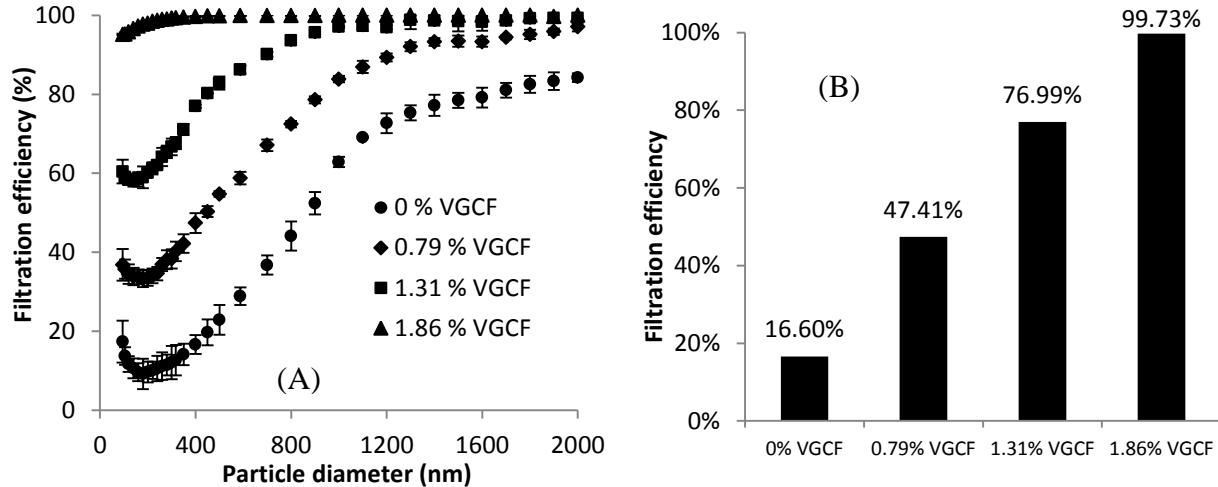 Filtration efficiency (%)
100
80
60
40
20
0
0 400 800 1200 1600 2000
Particle diameter (nm)
0 % VGCF
0.79 % VGCF
1.31 % VGCF
1.86 % VGCF
(A)
Filtration efficiency
100%
80%
60%
40%
20%
0%
(B)
16.60%
47.41%
76.99%
99.73%
0% VGCF 0.79% VGCF 1.31% VGCF 1.86% VGCF